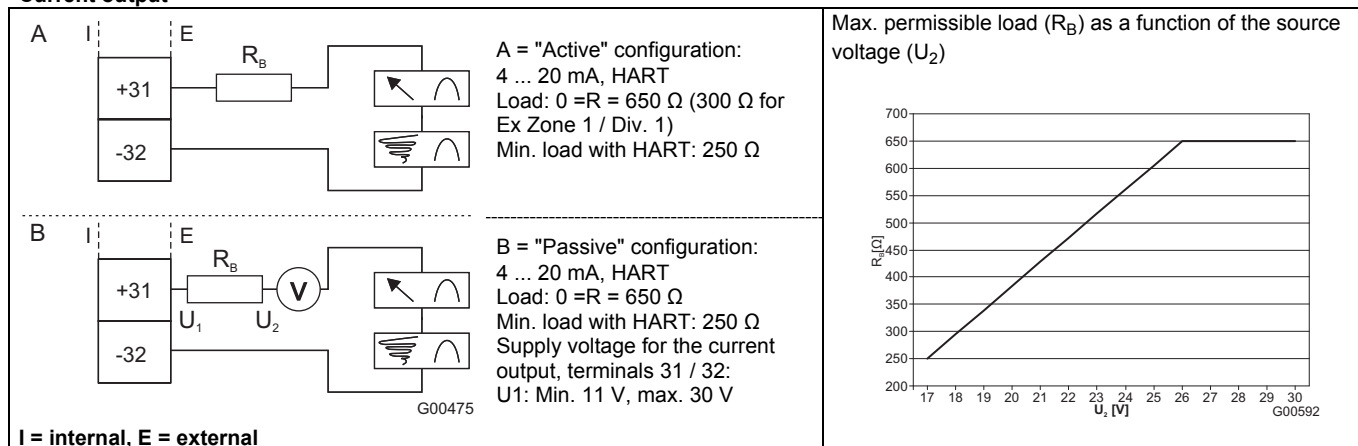 Current output
A
I
E
R_B
+31
-32
A = "Active" configuration:
4 ... 20 mA, HART
Load: 0 =R = 650 Ω (300 Ω for
Ex Zone 1 / Div. 1)
Min. load with HART: 250 Ω
B
I
E
R_B
+31
V
U₁
U₂
-32
G00475
B = "Passive" configuration:
4 ... 20 mA, HART
Load: 0 =R = 650 Ω
Min. load with HART: 250 Ω
Supply voltage for the current
output, terminals 31 / 32:
U1: Min. 11 V, max. 30 V
I = internal, E = external
Max. permissible load (R_B) as a function of the source
voltage (U₂)
700
650
600
550
500
450
400
350
300
250
200
R_B[Ω]
17 18 19 20 21 22 23 24 25 26 27 28 29 30
U₂ [V]
G00592